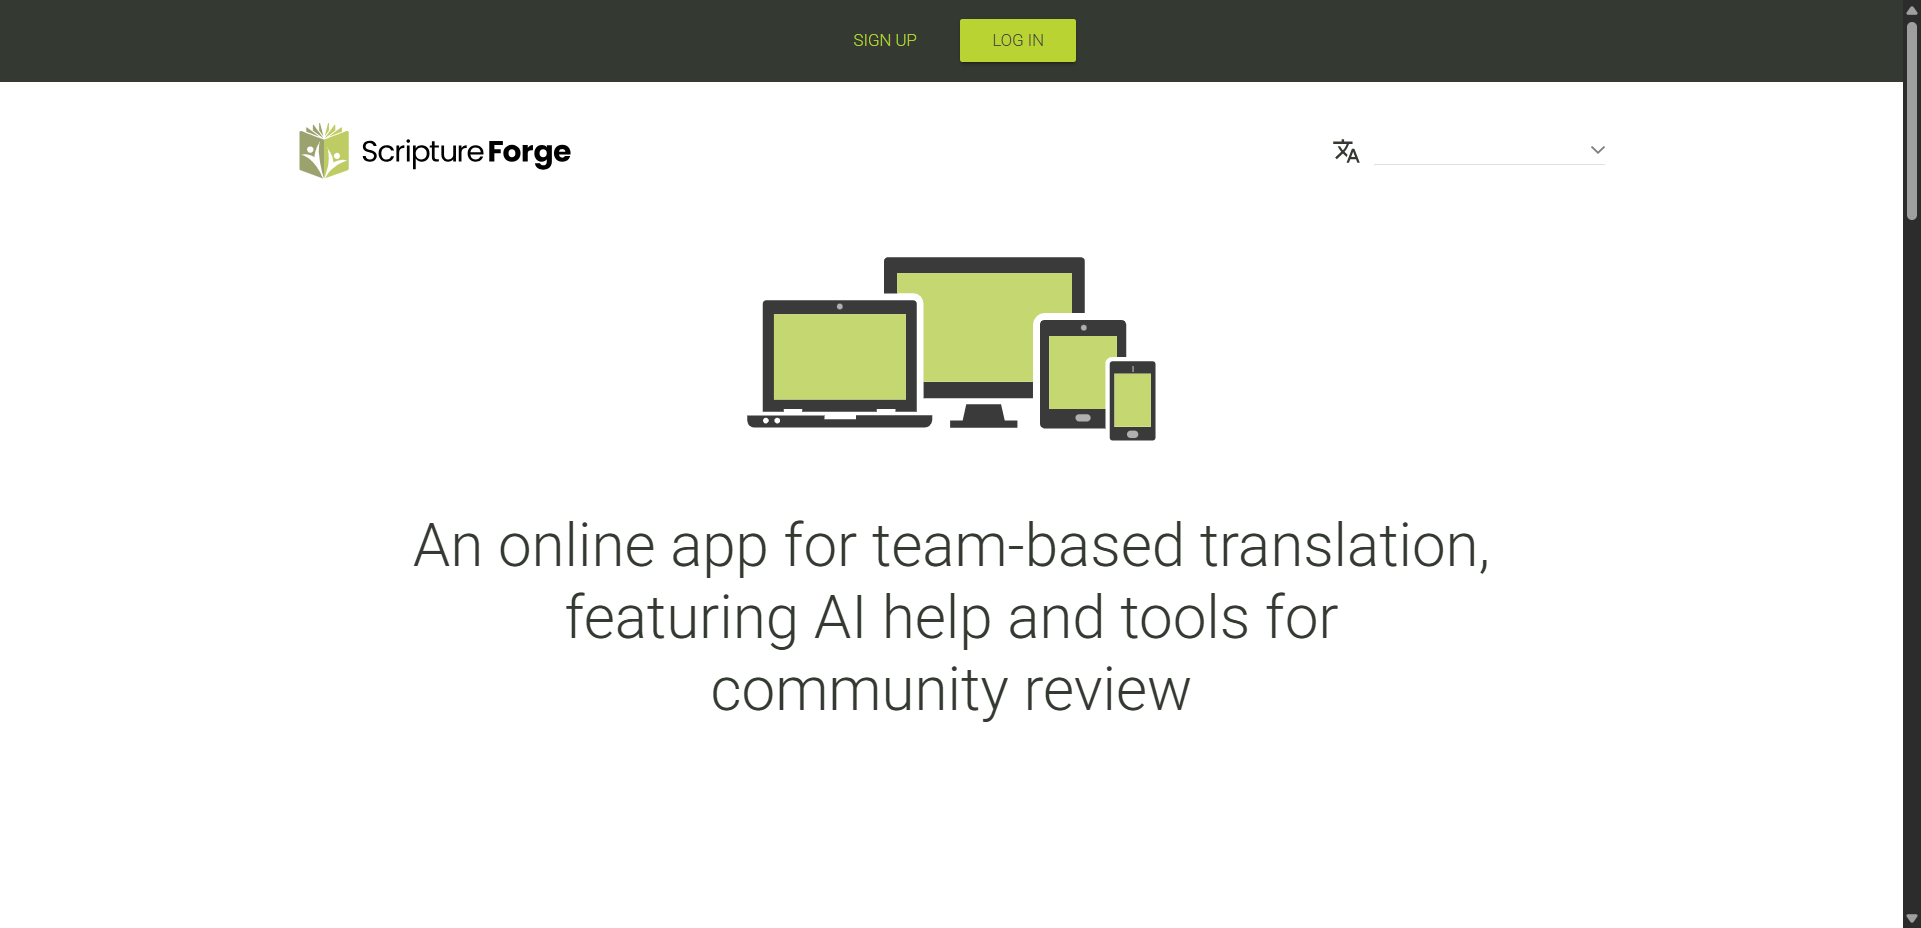 SIGN UP
LOG IN
Scripture Forge
An online app for team-based translation,
featuring AI help and tools for
community review